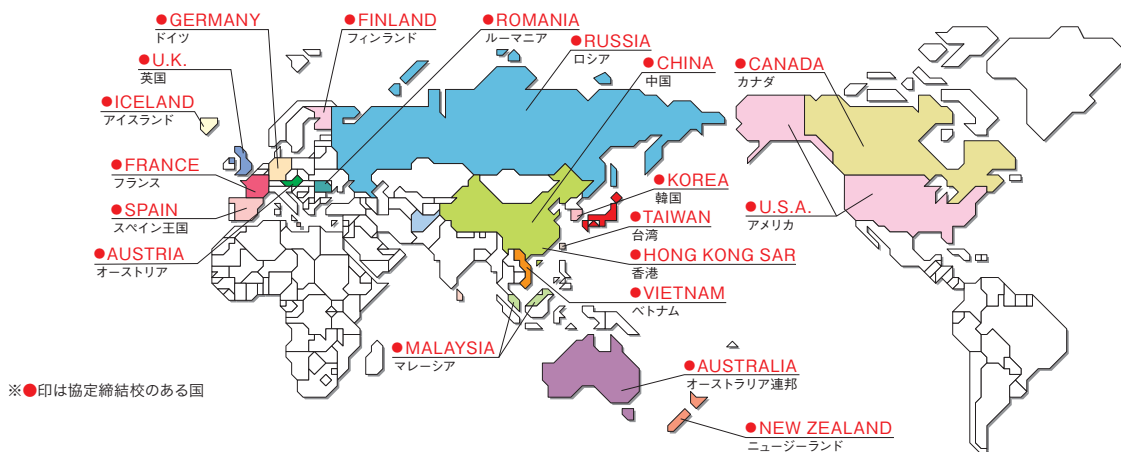 ●GERMANY
ドイツ
●FINLAND
フィンランド
●ROMANIA
ルーマニア
●RUSSIA
ロシア
●U.K.
英国
●CHINA
中国
●CANADA
カナダ
●ICELAND
アイスランド
●FRANCE
フランス
●KOREA
韓国
●SPAIN
スペイン王国
●TAIWAN
台湾
●U.S.A.
アメリカ
●AUSTRIA
オーストリア
●HONG KONG SAR
香港
●VIETNAM
ベトナム
●MALAYSIA
マレーシア
●AUSTRALIA
オーストラリア連邦
※●印は協定締結校のある国
●NEW ZEALAND
ニュージーランド